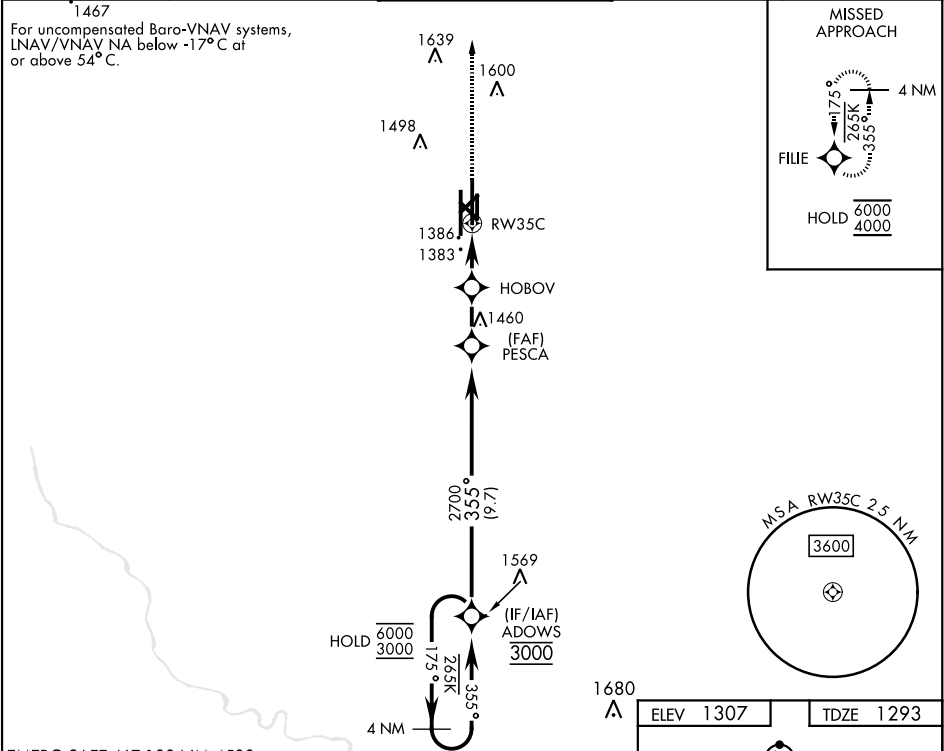 1467
For uncompensated Baro-VNAV systems,
LNAV/VNAV NA below -17°C at
or above 54°C.
1639
1600
1498
MISSED
APPROACH
4 NM
175°
265K
355°
FILIE
HOLD 6000
4000
RW35C
1386
1383
HOBOV
1460
(FAF)
PESCA
2700
355°
(9.7)
MSA RW35C 25 NM
3600
1569
(IF/IAF)
ADOWS
3000
HOLD 6000
3000
175°
265K
355°
4 NM
1680
ELEV 1307
TDZE 1293